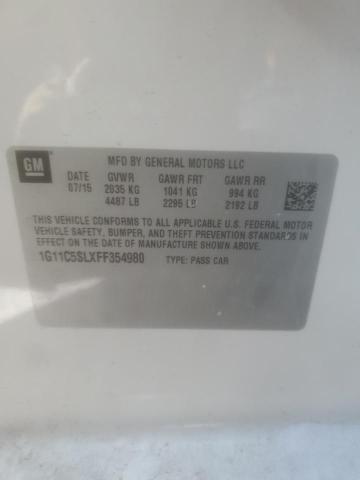 GM
MFD BY GENERAL MOTORS LLC
DATE GVWR GAWR FRT GAWR RR
07/15 2035 KG 1041 KG 994 KG
4487 LB 2295 LB 2192 LB
THIS VEHICLE CONFORMS TO ALL APPLICABLE U.S. FEDERAL MOTOR
VEHICLE SAFETY, BUMPER, AND THEFT PREVENTION STANDARDS IN
EFFECT ON THE DATE OF MANUFACTURE SHOWN ABOVE.
1G11C5SLXFF354980 TYPE: PASS CAR